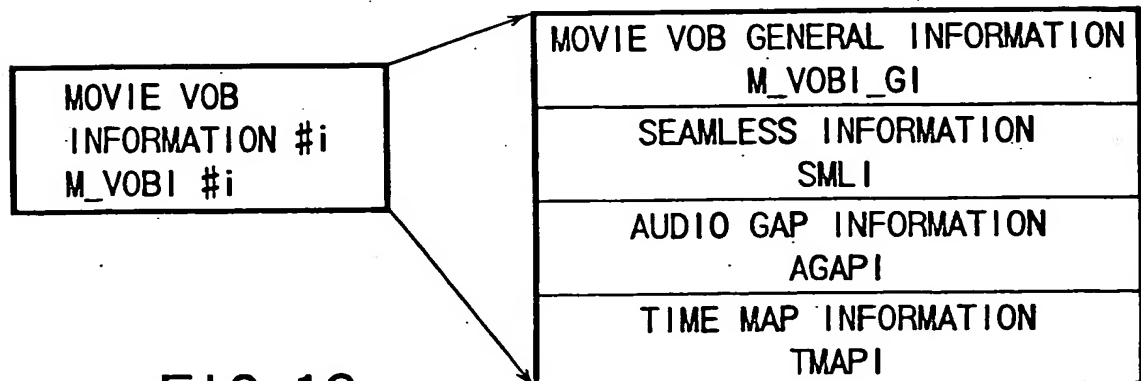 MOVIE VOB
INFORMATION #i
M_VOBI #i
MOVIE VOB GENERAL INFORMATION
M_VOBI_GI
SEAMLESS INFORMATION
SMLI
AUDIO GAP INFORMATION
AGAPI
TIME MAP INFORMATION
TMAPI